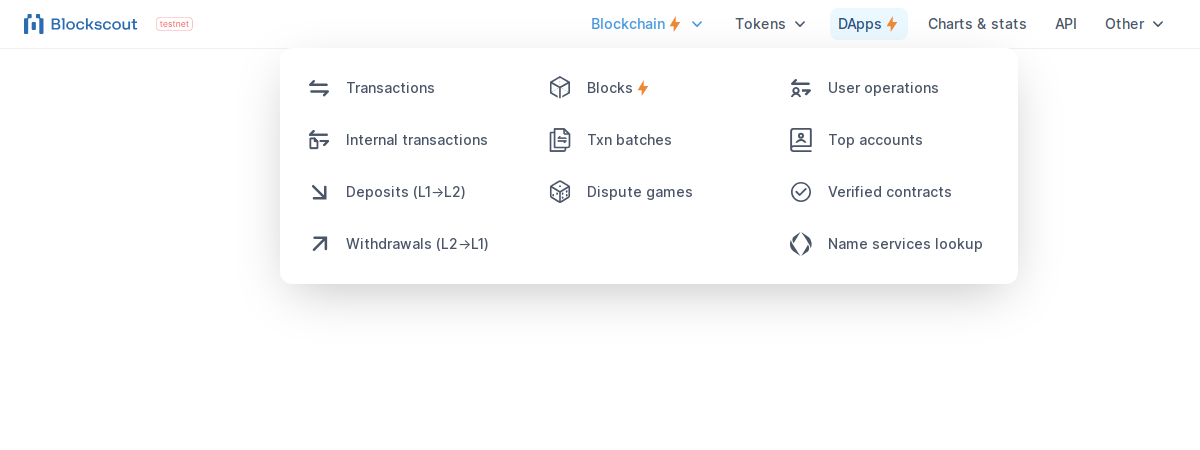 Blockscout testnet Blockchain Tokens DApps Charts & stats API Other
Transactions Blocks User operations
Internal transactions Txn batches Top accounts
Deposits (L1→L2) Dispute games Verified contracts
Withdrawals (L2→L1) Name services lookup